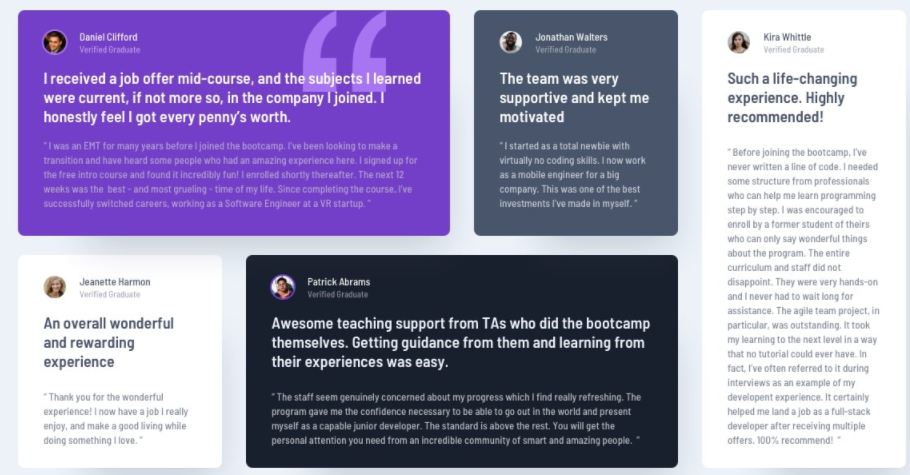 Daniel Clifford
Verified Graduate
I received a job offer mid-course, and the subjects I learned
were current, if not more so, in the company I joined. I
honestly feel I got every penny's worth.
" I was an EMT for many years before I joined the bootcamp. I've been looking to make a
transition and have heard some people who had an amazing experience here. I signed up for
the free intro course and found it incredibly fun! I enrolled shortly thereafter. The next 12
weeks was the best - and most grueling - time of my life. Since completing the course, I've
successfully switched careers, working as a Software Engineer at a VR startup. "
Jonathan Walters
Verified Graduate
The team was very
supportive and kept me
motivated
" I started as a total newbie with
virtually no coding skills. I now work
as a mobile engineer for a big
company. This was one of the best
investments I've made in myself. "
Kira Whittle
Verified Graduate
Such a life-changing
experience. Highly
recommended!
" Before joining the bootcamp, I've
never written a line of code. I needed
some structure from professionals
who can help me learn programming
step by step. I was encouraged to
enroll by a former student of theirs
who can only say wonderful things
about the program. The entire
curriculum and staff did not
disappoint. They were very hands-on
and I never had to wait long for
assistance. The agile team project, in
particular, was outstanding. It took
my learning to the next level in a way
that no tutorial could ever have. In
fact, I've often referred to it during
interviews as an example of my
developent experience. It certainly
helped me land a job as a full-stack
developer after receiving multiple
offers. 100% recommend! "
Jeanette Harmon
Verified Graduate
An overall wonderful
and rewarding
experience
" Thank you for the wonderful
experience! I now have a job I really
enjoy, and make a good living while
doing something I love. "
Patrick Abrams
Verified Graduate
Awesome teaching support from TAs who did the bootcamp
themselves. Getting guidance from them and learning from
their experiences was easy.
" The staff seem genuinely concerned about my progress which I find really refreshing. The
program gave me the confidence necessary to be able to go out in the world and present
myself as a capable junior developer. The standard is above the rest. You will get the
personal attention you need from an incredible community of smart and amazing people. "